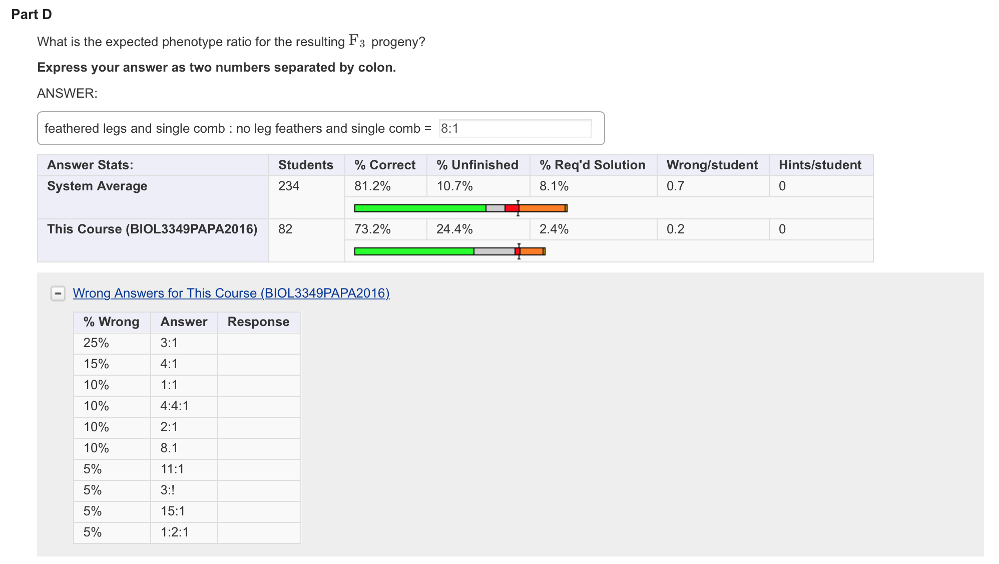 Part D
What is the expected phenotype ratio for the resulting F3 progeny?
Express your answer as two numbers separated by colon.
ANSWER:
feathered legs and single comb : no leg feathers and single comb = 8:1
Answer Stats: Students % Correct % Unfinished % Req'd Solution Wrong/student Hints/student
System Average 234 81.2% 10.7% 8.1% 0.7 0
This Course (BIOL3349PAPA2016) 82 73.2% 24.4% 2.4% 0.2 0
Wrong Answers for This Course (BIOL3349PAPA2016)
% Wrong Answer Response
25% 3:1
15% 4:1
10% 1:1
10% 4:4:1
10% 2:1
10% 8.1
5% 11:1
5% 3:!
5% 15:1
5% 1:2:1